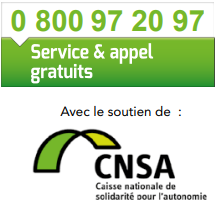 0 800 97 20 97
Service & appel
gratuits
Avec le soutien de :
CNSA
Caisse nationale de
solidarité pour l'autonomie